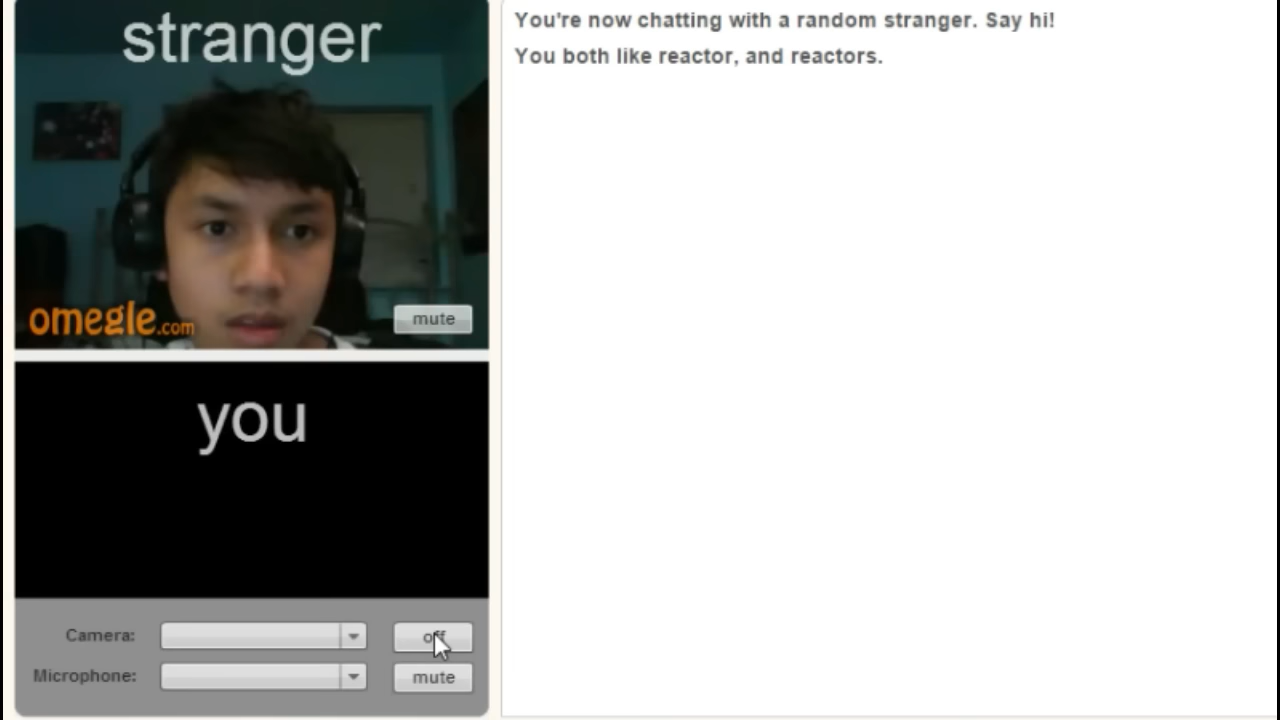 stranger
omegle.com
mute
you
Camera:
off
Microphone:
mute
You're now chatting with a random stranger. Say hi!
You both like reactor, and reactors.